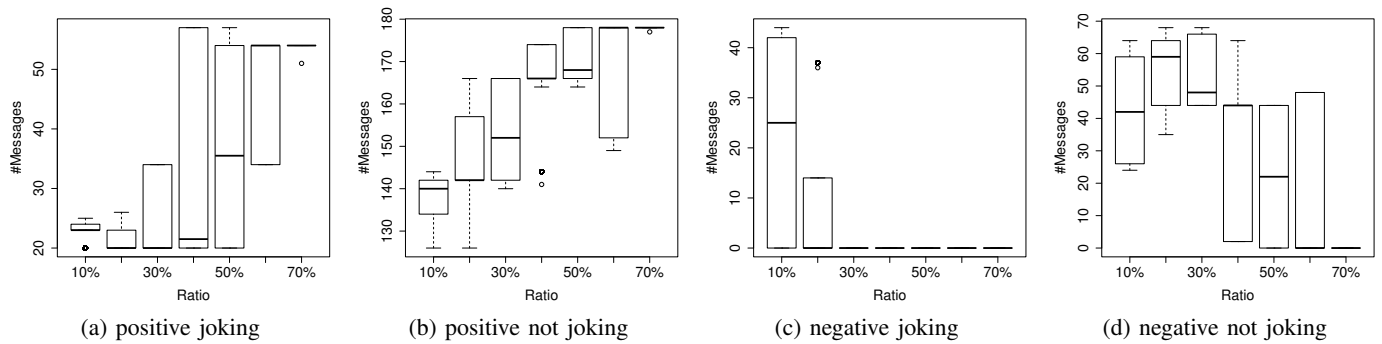 #Messages
50
30
20
10% 30% 50% 70%
Ratio
(a) positive joking
#Messages
180
170
160
150
140
130
10% 30% 50% 70%
Ratio
(b) positive not joking
#Messages
40
30
20
10
0
10% 30% 50% 70%
Ratio
(c) negative joking
#Messages
70
60
50
40
30
20
10
0
10% 30% 50% 70%
Ratio
(d) negative not joking